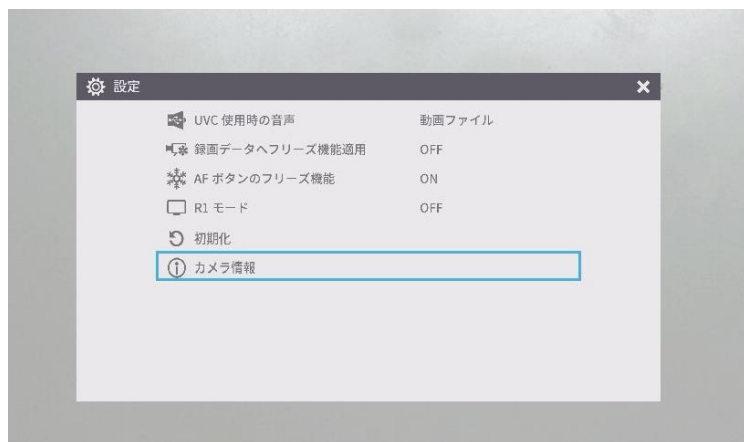 設定
UVC 使用時の音声 動画ファイル
録画データへフリーズ機能適用 OFF
AF ボタンのフリーズ機能 ON
R1 モード OFF
初期化
カメラ情報